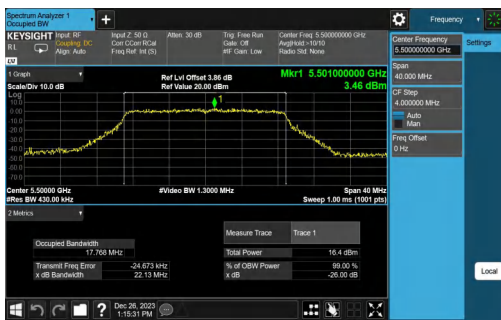 Spectrum Analyzer 1
Occupied BW
Frequency
KEYSIGHT
RL
Input: RF
Coupling: DC
Align: Auto
Input Z: 50 Ω
Corr CCorr RCal
Freq Ref: Int (S)
Atten: 30 dB
Trig: Free Run
Gate: Off
#IF Gain: Low
Center Freq: 5.500000000 GHz
Avg|Hold:>10/10
Radio Std: None
Center Frequency
5.500000000 GHz
Settings
Span
40.000 MHz
CF Step
4.000000 MHz
Auto
Man
Freq Offset
0 Hz
Local
1 Graph
Scale/Div 10.0 dB
Ref Lvl Offset 3.86 dB
Ref Value 20.00 dBm
Mkr1 5.501000000 GHz
3.46 dBm
Log
10.0
0.00
-10.0
-20.0
-30.0
-40.0
-50.0
-60.0
-70.0
1
Center 5.50000 GHz
#Res BW 430.00 kHz
#Video BW 1.3000 MHz
Span 40 MHz
Sweep 1.00 ms (1001 pts)
2 Metrics
Measure Trace
Trace 1
Occupied Bandwidth
17.768 MHz
Total Power
16.4 dBm
Transmit Freq Error
-24.673 kHz
% of OBW Power
99.00 %
x dB Bandwidth
22.13 MHz
x dB
-26.00 dB
Dec 26, 2023
1:15:31 PM